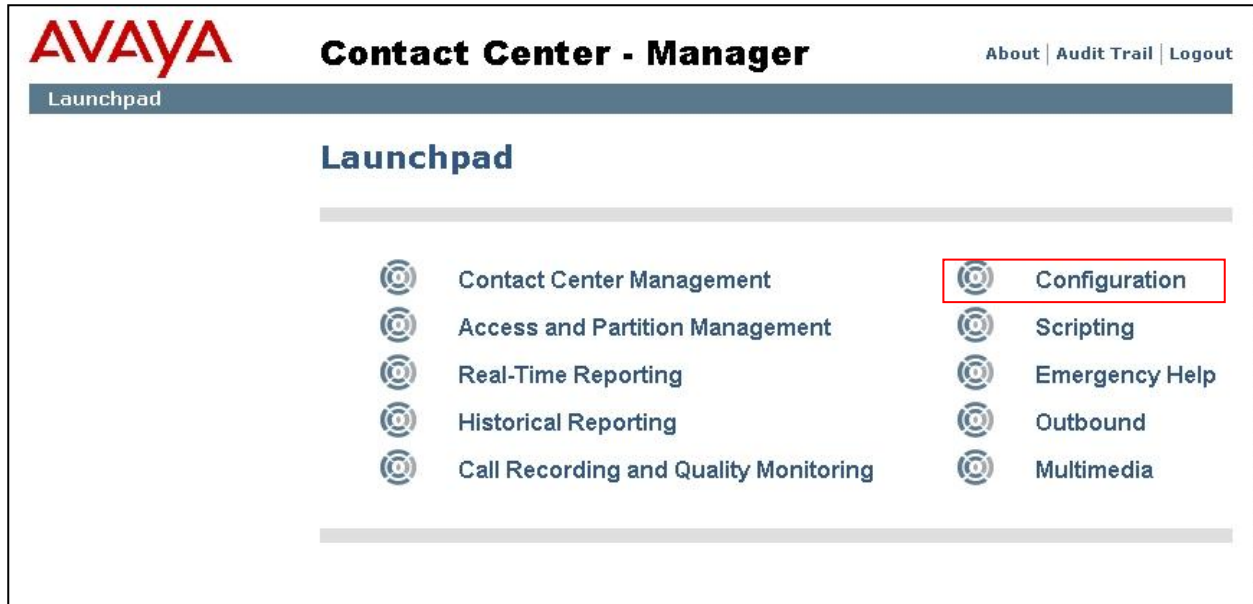 AVAYA
Contact Center - Manager
About | Audit Trail | Logout
Launchpad
Launchpad
Contact Center Management
Configuration
Access and Partition Management
Scripting
Real-Time Reporting
Emergency Help
Historical Reporting
Outbound
Call Recording and Quality Monitoring
Multimedia